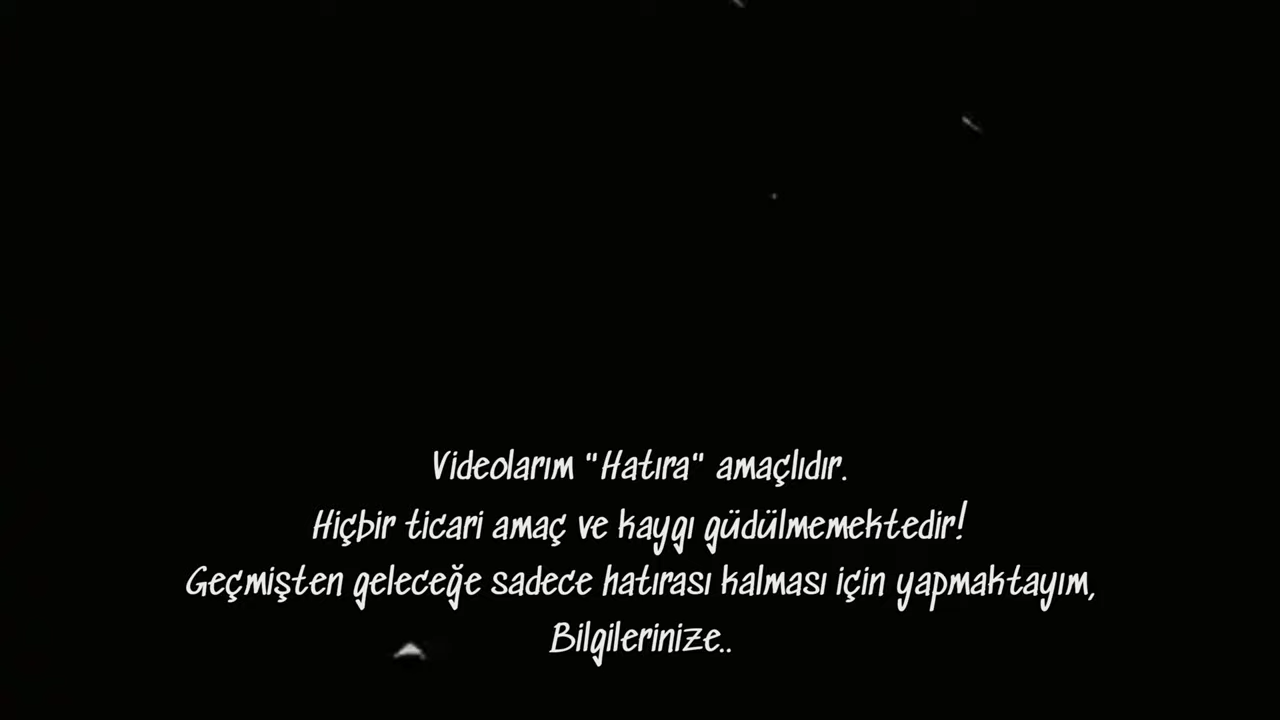 Videolarım "Hatıra" amaçlıdır.
Hiçbir ticari amaç ve kaygı güdülmemektedir!
Geçmişten geleceğe sadece hatırası kalması için yapmaktayım,
Bilgilerinize..